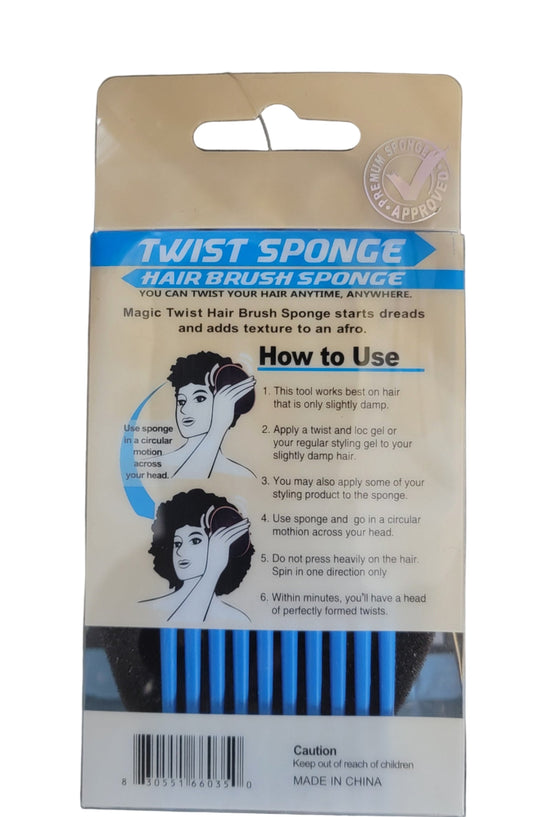 PREMIUM SPONGE
APPROVED
TWIST SPONGE
HAIR BRUSH SPONGE
YOU CAN TWIST YOUR HAIR ANYTIME, ANYWHERE.
Magic Twist Hair Brush Sponge starts dreads
and adds texture to an afro.
How to Use
Use sponge
in a circular
motion
across
your head.
1. This tool works best on hair
that is only slightly damp.
2. Apply a twist and loc gel or
your regular styling gel to your
slightly damp hair.
3. You may also apply some of your
styling product to the sponge.
4. Use sponge and go in a circular
mothion across your head.
5. Do not press heavily on the hair.
Spin in one direction only
6. Within minutes, you'll have a head
of perfectly formed twists.
8 30551 66035 0
Caution
Keep out of reach of children
MADE IN CHINA